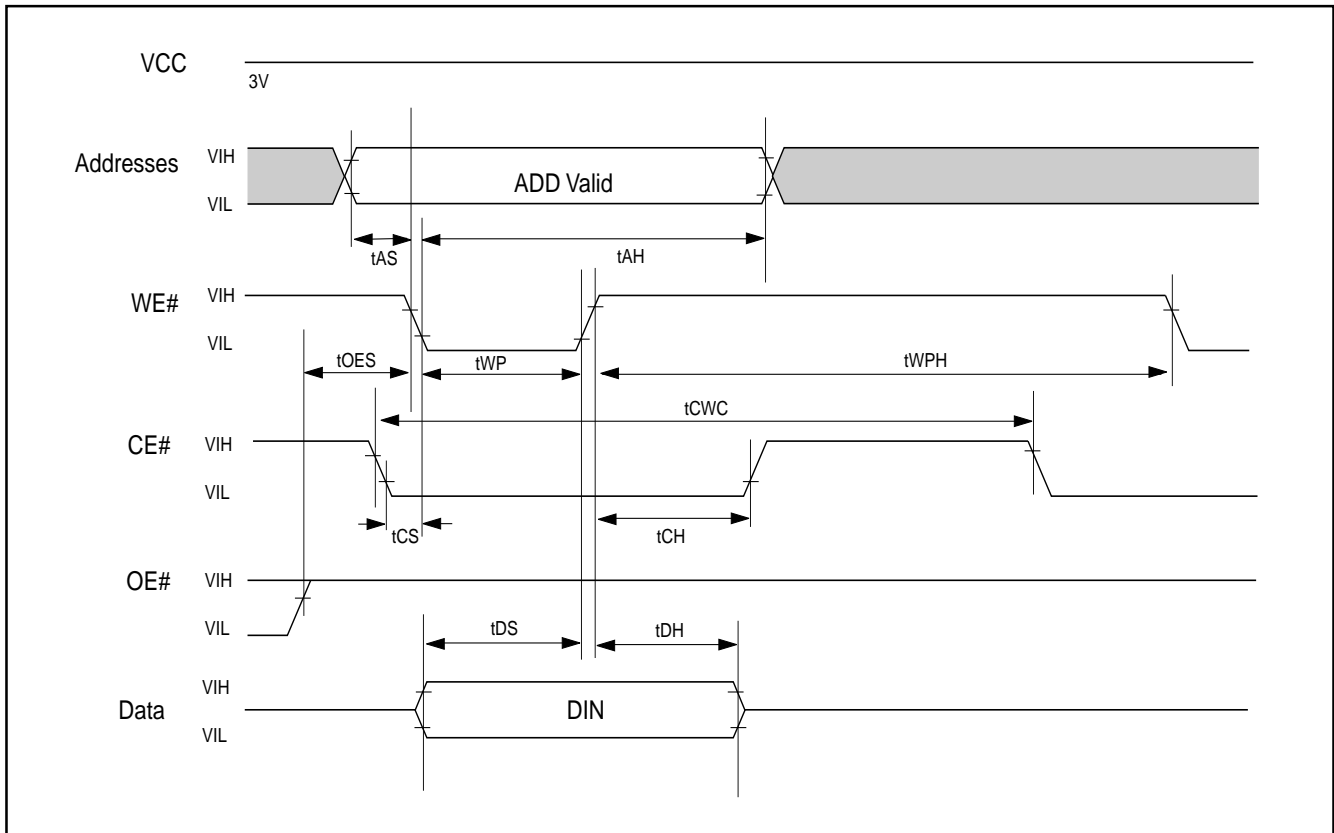 VCC
3V
Addresses
VIH
ADD Valid
VIL
tAS
tAH
WE#
VIH
VIL
tOES
tWP
tWPH
tCWC
CE#
VIH
VIL
tCS
tCH
OE#
VIH
VIL
tDS
tDH
VIH
Data
DIN
VIL